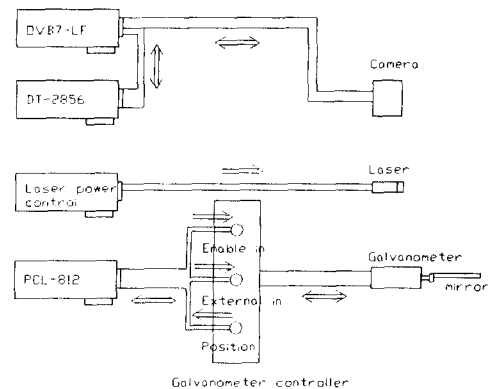 DVB7-LF
DT-2856
Camera
Laser power
control
Laser
Enable in
PCL-812
External in
Position
Galvanometer
mirror
Galvanometer controller